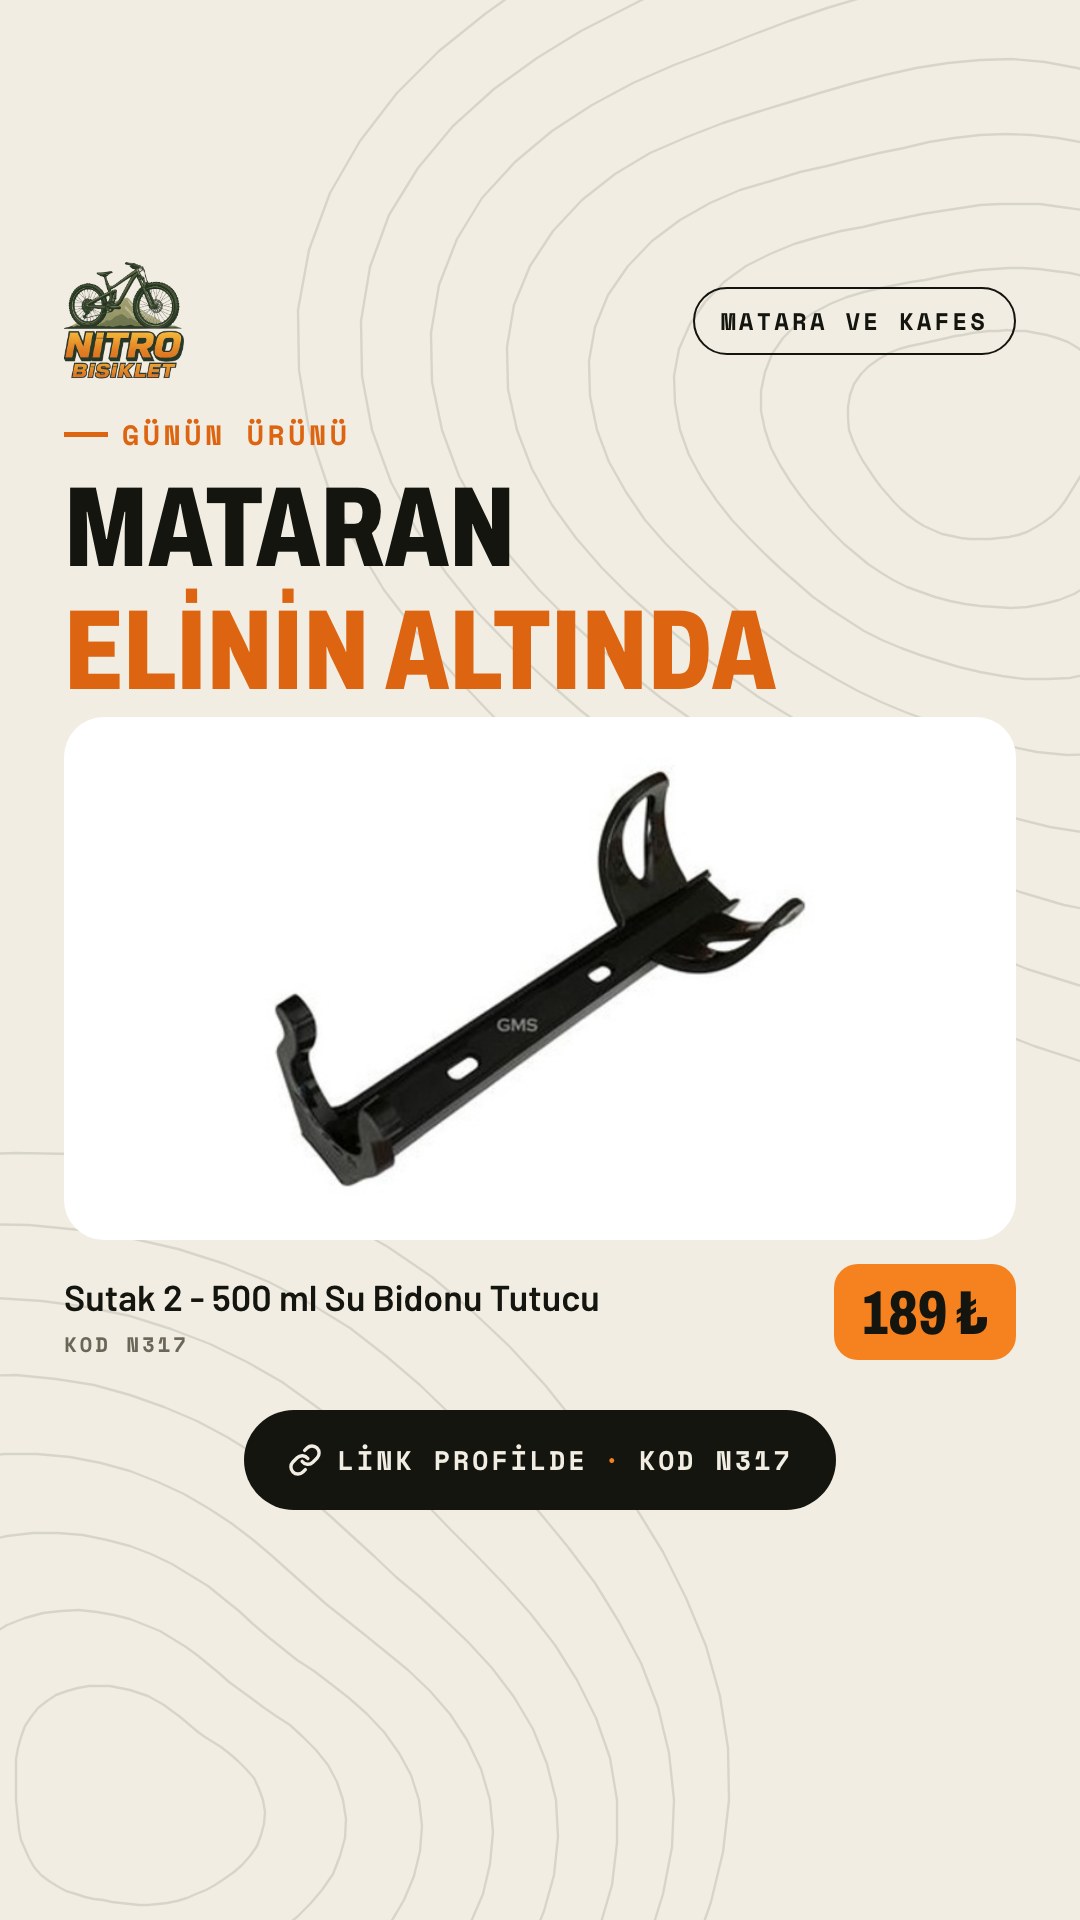 NiTRO
BiSiKLET
MATARA VE KAFES
GÜNÜN ÜRÜNÜ
MATARAN
ELİNİN ALTINDA
GMS
Sutak 2 - 500 ml Su Bidonu Tutucu
189 ₺
KOD N317
LİNK PROFİLDE · KOD N317